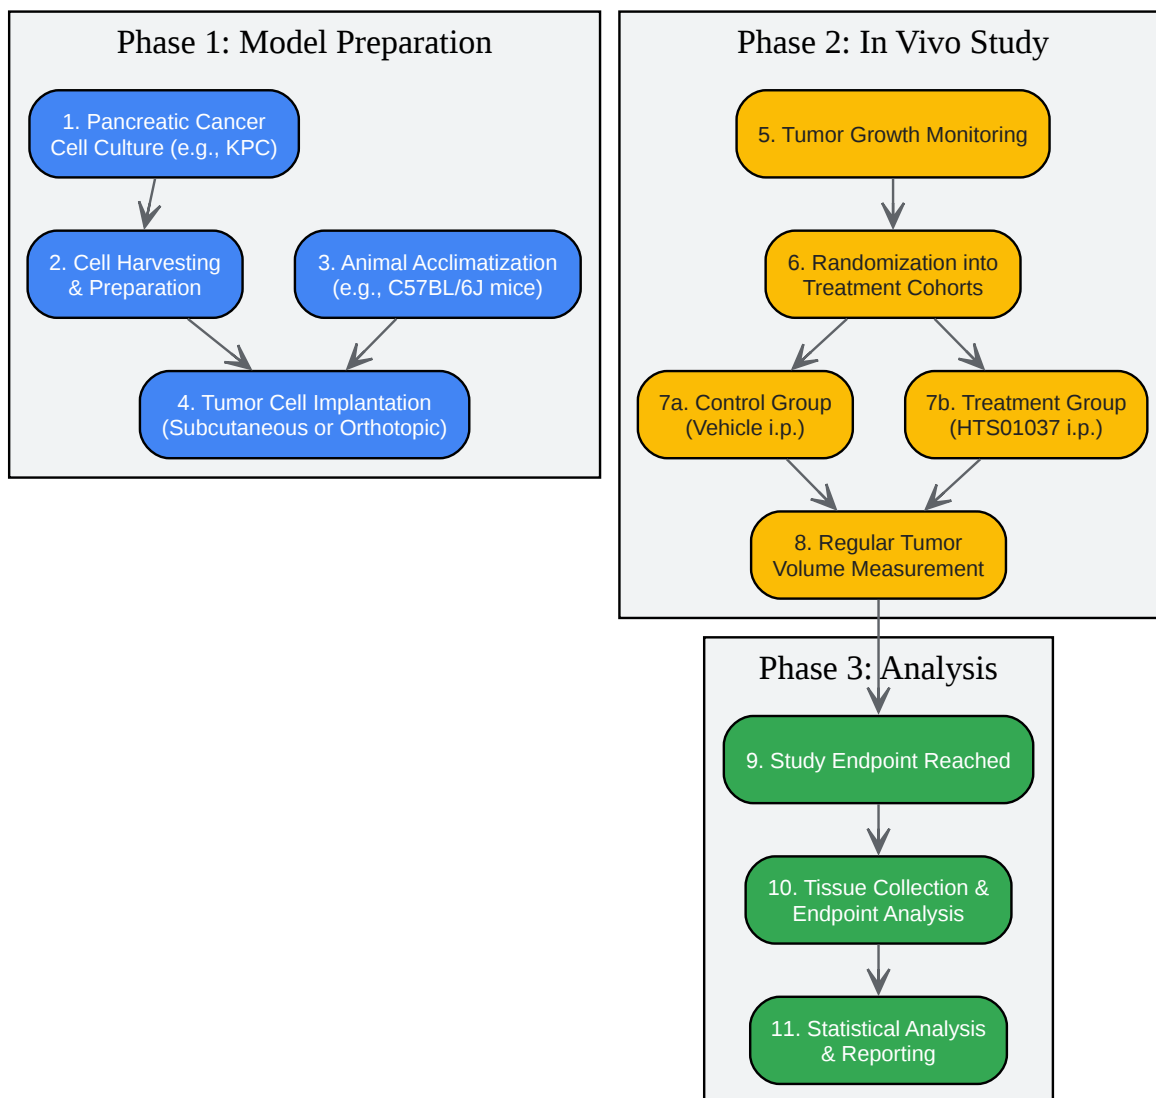 Phase 1: Model Preparation
1. Pancreatic Cancer
Cell Culture (e.g., KPC)
2. Cell Harvesting
& Preparation
3. Animal Acclimatization
(e.g., C57BL/6J mice)
4. Tumor Cell Implantation
(Subcutaneous or Orthotopic)
Phase 2: In Vivo Study
5. Tumor Growth Monitoring
6. Randomization into
Treatment Cohorts
7a. Control Group
(Vehicle i.p.)
7b. Treatment Group
(HTS01037 i.p.)
8. Regular Tumor
Volume Measurement
Phase 3: Analysis
9. Study Endpoint Reached
10. Tissue Collection &
Endpoint Analysis
11. Statistical Analysis
& Reporting